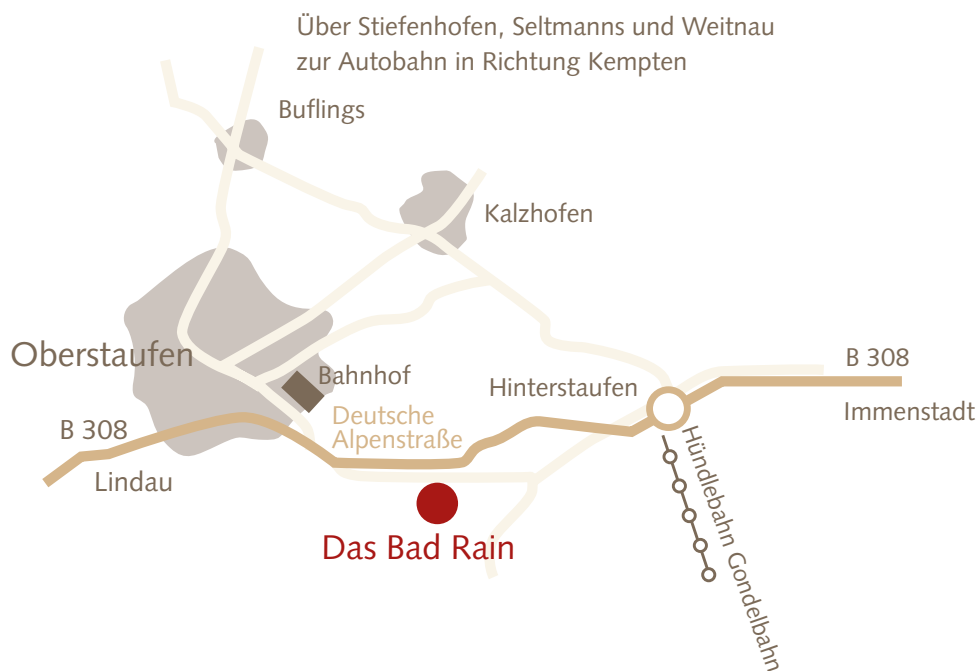 Über Stiefenhofen, Seltmanns und Weitnau
zur Autobahn in Richtung Kempten
Buflings
Kalzhofen
Oberstaufen
Bahnhof
Hinterstaufen
B 308
Immenstadt
Deutsche
Alpenstraße
B 308
Lindau
Das Bad Rain
Hündlebahn Gondelbahn